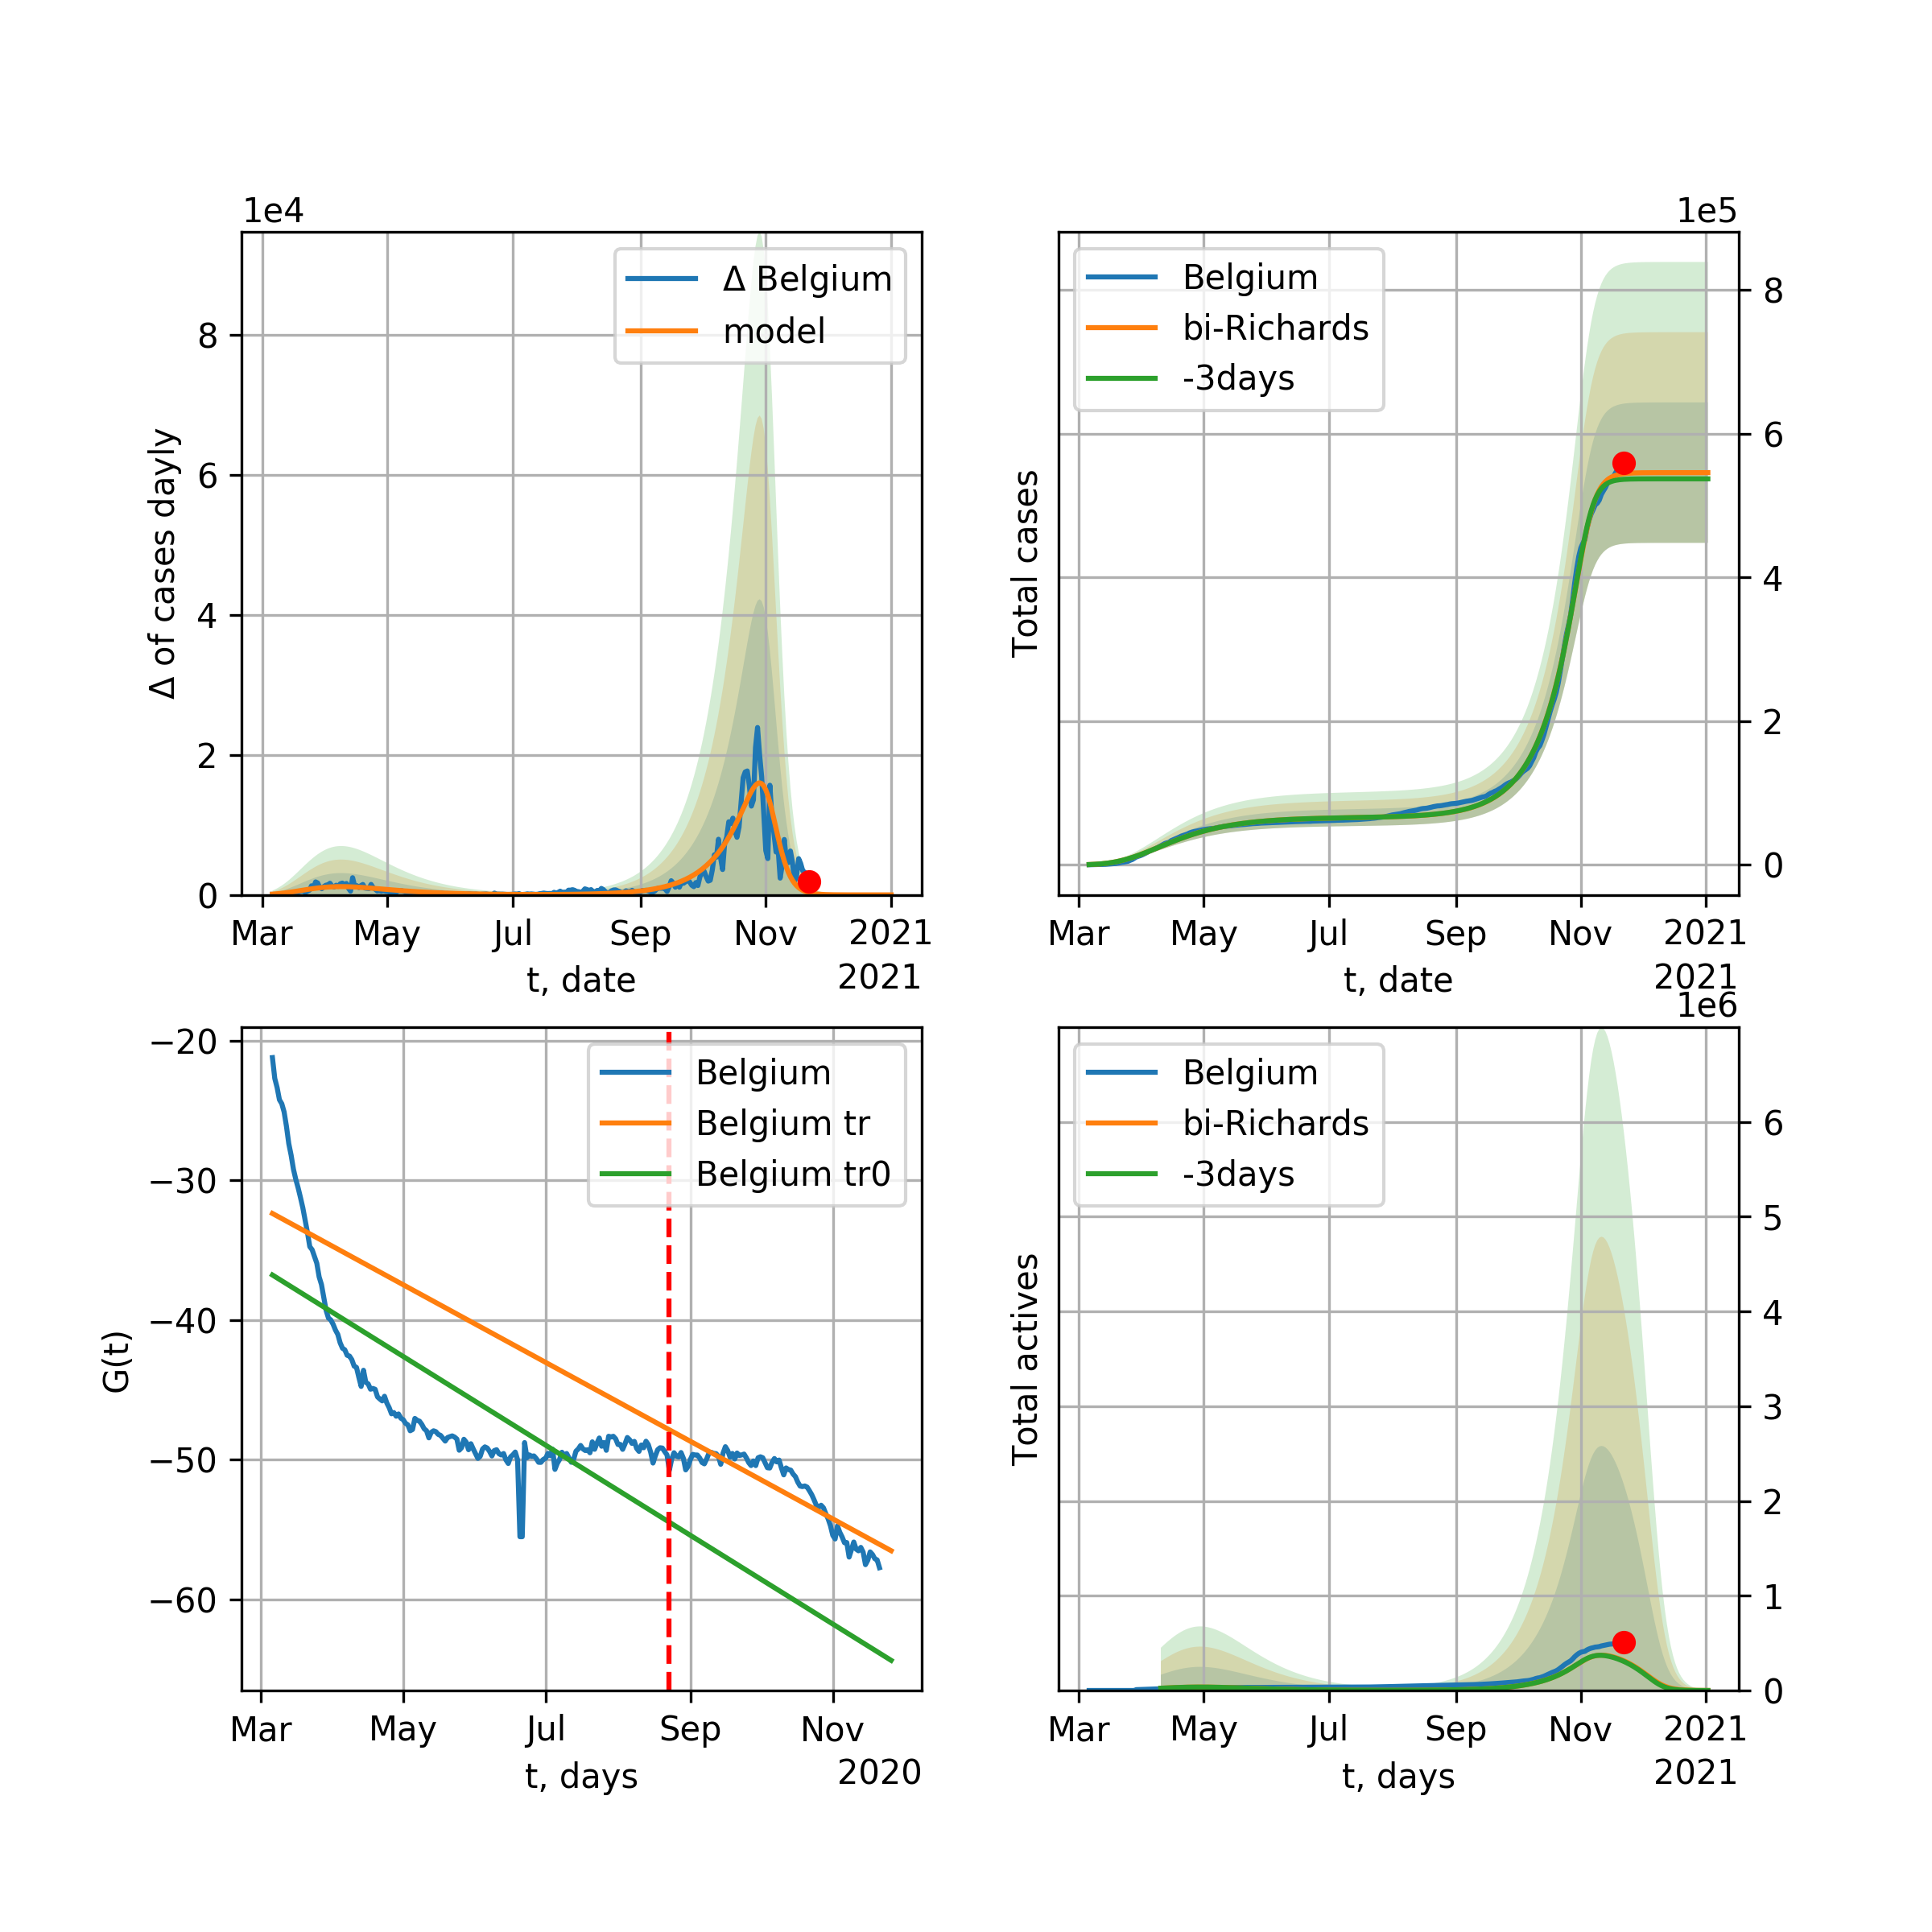 1e4
Δ of cases dayly
8
6
4
2
0
Δ Belgium
model
Mar May Jul Sep Nov 2021
t, date
2021
1e5
Total cases
Belgium
bi-Richards
-3days
8
6
4
2
0
Mar May Jul Sep Nov 2021
t, date
2021
G(t)
−20
−30
−40
−50
−60
Belgium
Belgium tr
Belgium tr0
Mar May Jul Sep Nov
t, days
2020
1e6
Total actives
Belgium
bi-Richards
-3days
6
5
4
3
2
1
0
Mar May Jul Sep Nov 2021
t, days
2021